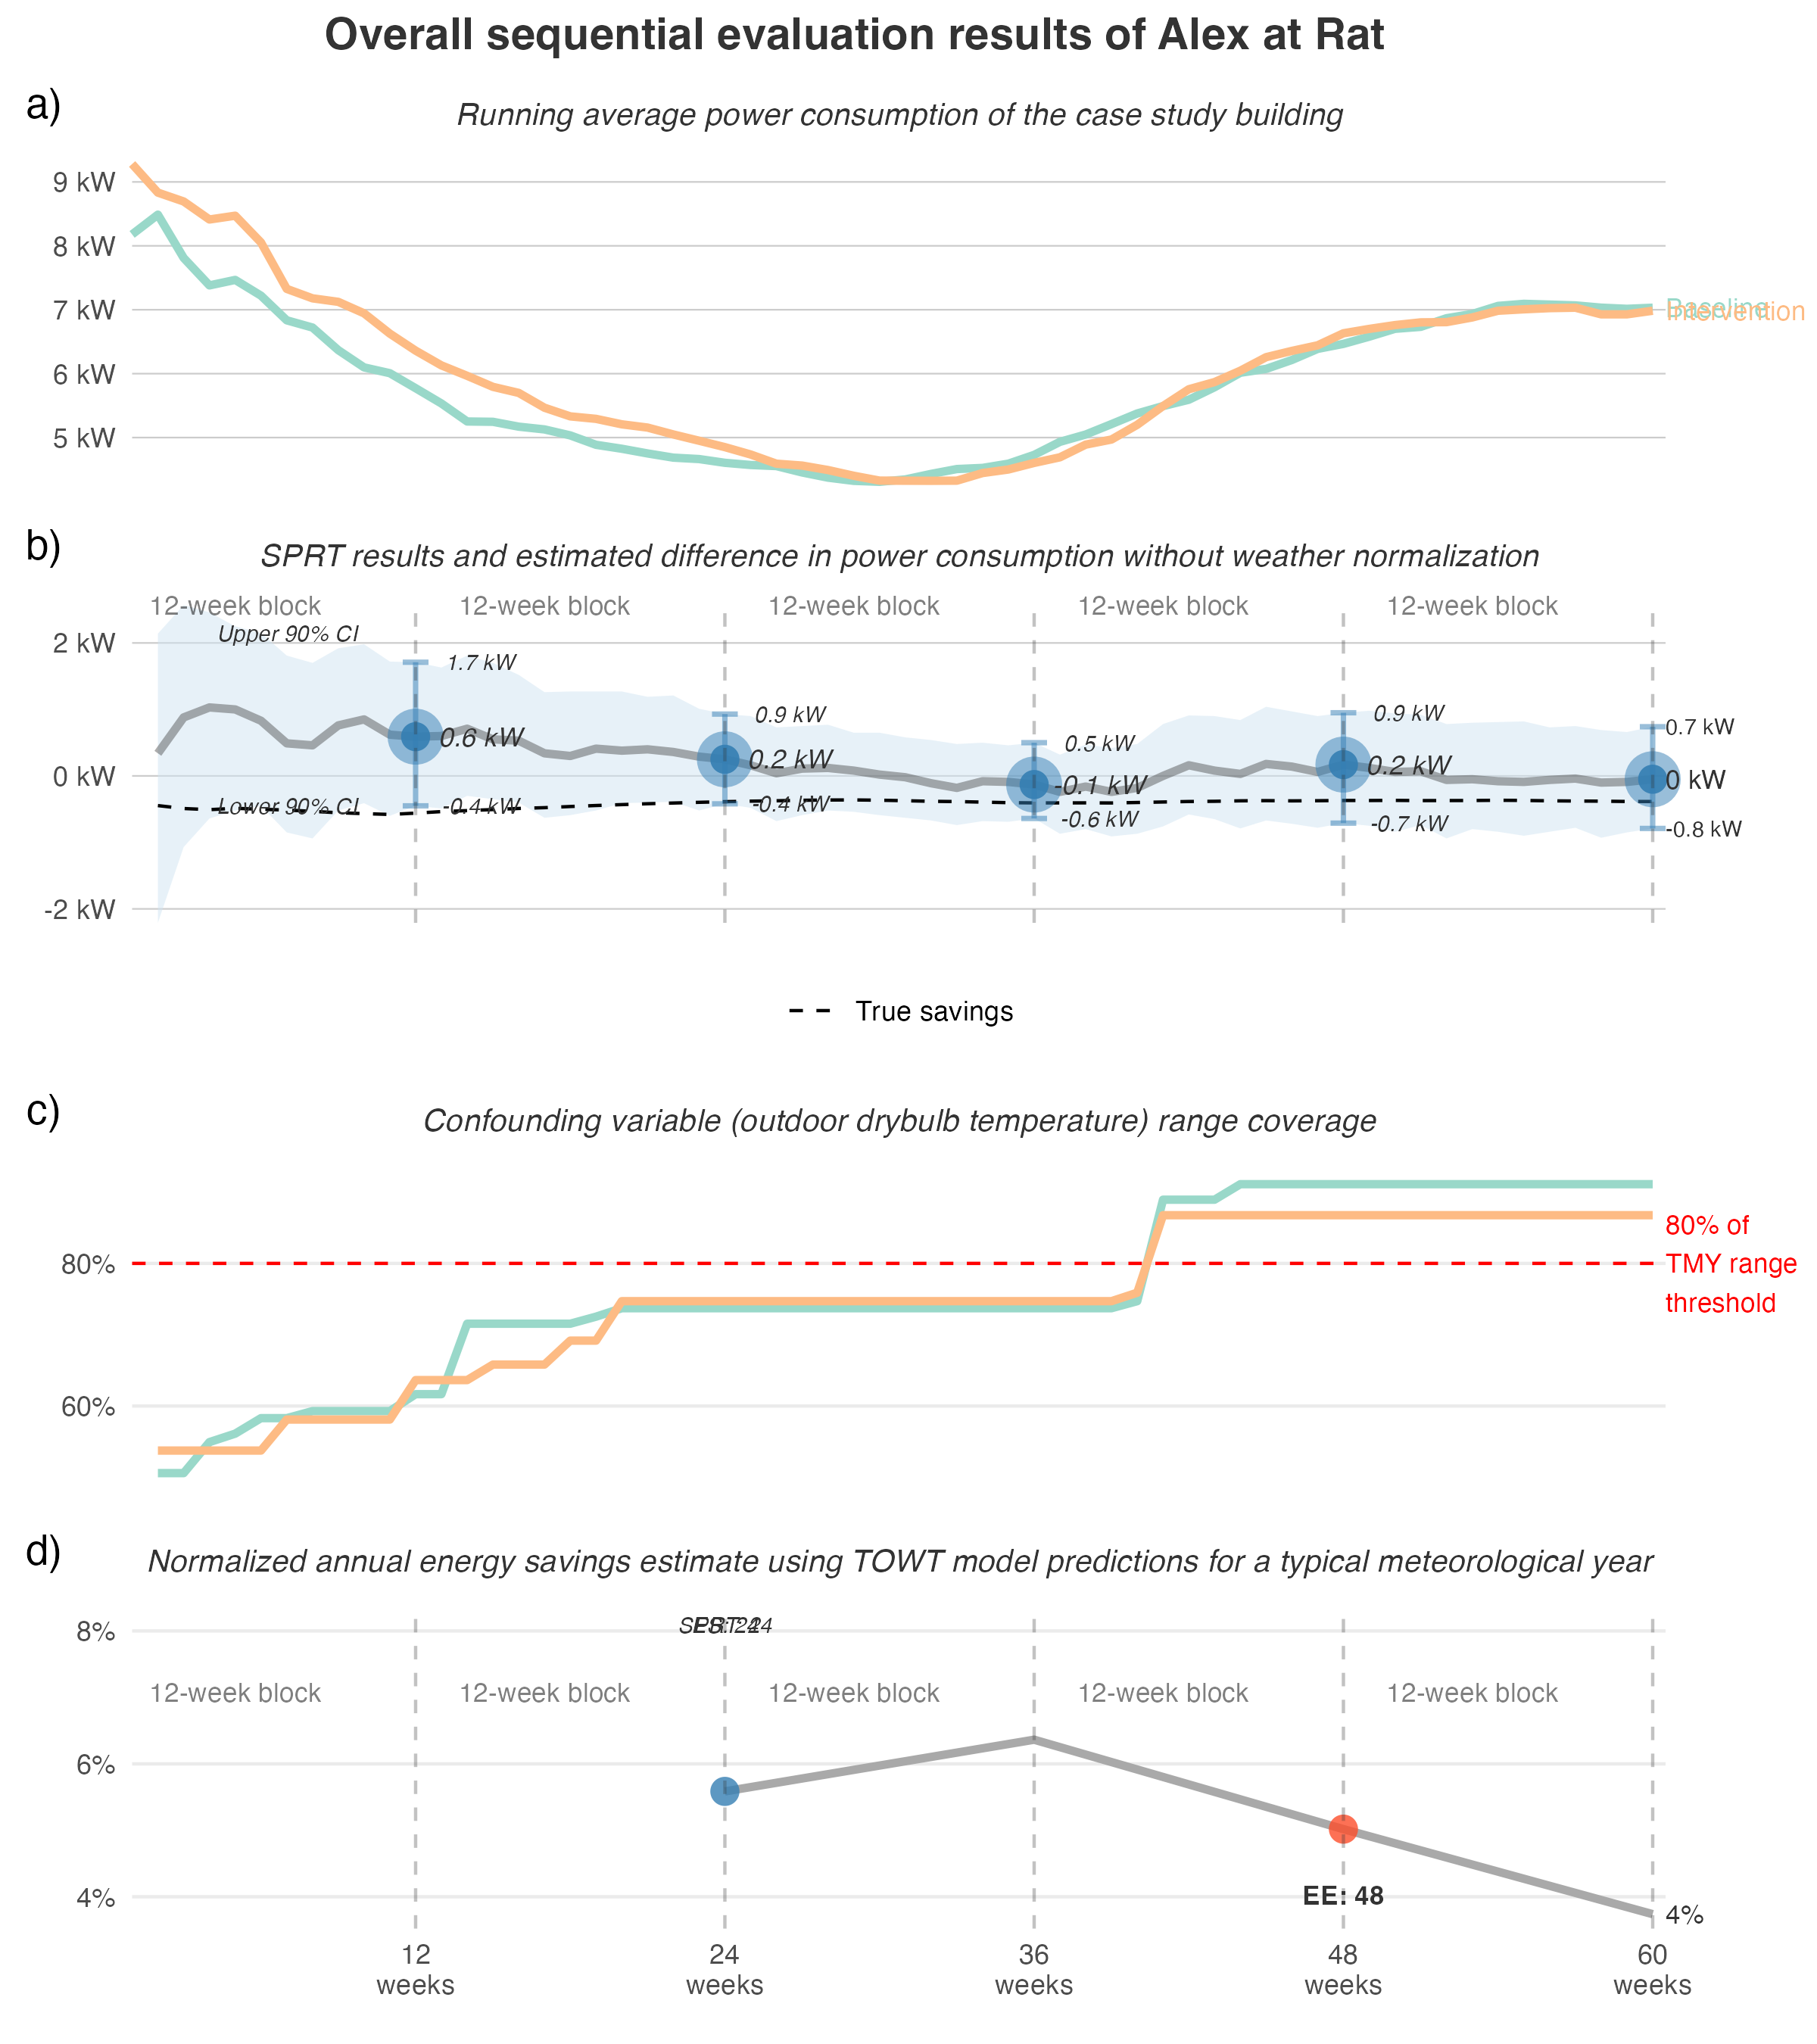 Overall sequential evaluation results of Alex at Rat
a)
Running average power consumption of the case study building
9 kW
8 kW
7 kW
6 kW
5 kW
Baseline
Intervention
b)
SPRT results and estimated difference in power consumption without weather normalization
12-week block 12-week block 12-week block 12-week block 12-week block
Upper 90% CI
2 kW
0 kW
-2 kW
1.7 kW
0.9 kW
0.5 kW
0.9 kW
0.7 kW
0.6 kW
0.2 kW
-0.1 kW
0.2 kW
0 kW
Lower 90% CI
-0.4 kW
-0.4 kW
-0.6 kW
-0.7 kW
-0.8 kW
True savings
c)
Confounding variable (outdoor drybulb temperature) range coverage
80%
60%
80% of
TMY range
threshold
d)
Normalized annual energy savings estimate using TOWT model predictions for a typical meteorological year
8%
6%
4%
12-week block 12-week block 12-week block 12-week block 12-week block
EE: 48
4%
12
weeks
24
weeks
36
weeks
48
weeks
60
weeks